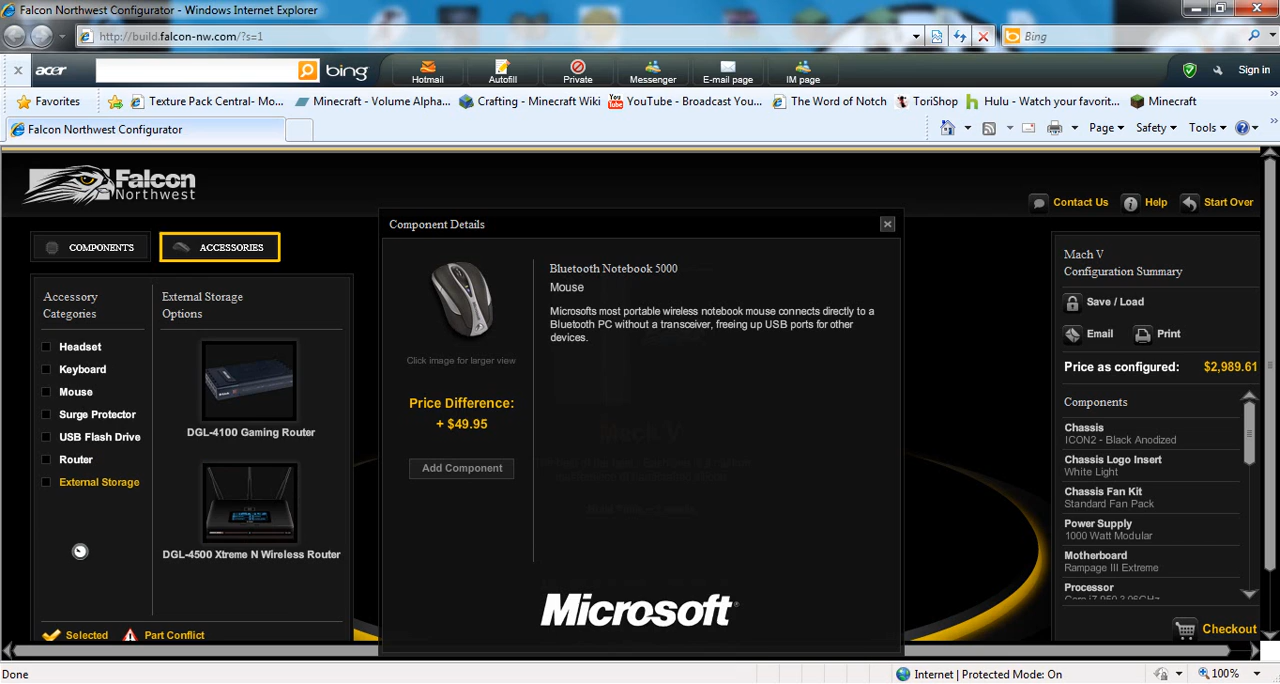 Falcon Northwest Configurator - Windows Internet Explorer
http://build.falcon-nw.com/?s=1
Bing
acer
bing
Hotmail
Autofill
Private
Messenger
E-mail page
IM page
Sign in
Favorites
Texture Pack Central- Mo...
Minecraft - Volume Alpha...
Crafting - Minecraft Wiki
YouTube - Broadcast You...
The Word of Notch
ToriShop
Hulu - Watch your favorit...
Minecraft
Falcon Northwest Configurator
Page
Safety
Tools
Falcon
Northwest
Contact Us
Help
Start Over
COMPONENTS
ACCESSORIES
Accessory
Categories
Headset
Keyboard
Mouse
Surge Protector
USB Flash Drive
Router
External Storage
External Storage
Options
DGL-4100 Gaming Router
DGL-4500 Xtreme N Wireless Router
Selected
Part Conflict
Component Details
Click image for larger view
Price Difference:
+ $49.95
Add Component
Bluetooth Notebook 5000
Mouse
Microsofts most portable wireless notebook mouse connects directly to a
Bluetooth PC without a transceiver, freeing up USB ports for other
devices.
Mach V
Microsoft
Mach V
Configuration Summary
Save / Load
Email
Print
Price as configured: $2,989.61
Components
Chassis
ICON2 - Black Anodized
Chassis Logo Insert
White Light
Chassis Fan Kit
Standard Fan Pack
Power Supply
1000 Watt Modular
Motherboard
Rampage III Extreme
Processor
Core i7 950 3.06GHz
Checkout
Done
Internet | Protected Mode: On
100%